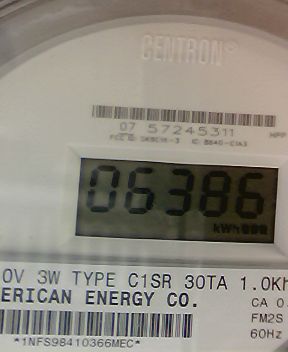 CENTRON®
07 57245311
HPP
06386
kWh
0V 3W TYPE C1SR 30TA 1.0Kh
ERICAN ENERGY CO.
CA 0.
FM2S
60Hz
*1NFS98410366MEC*